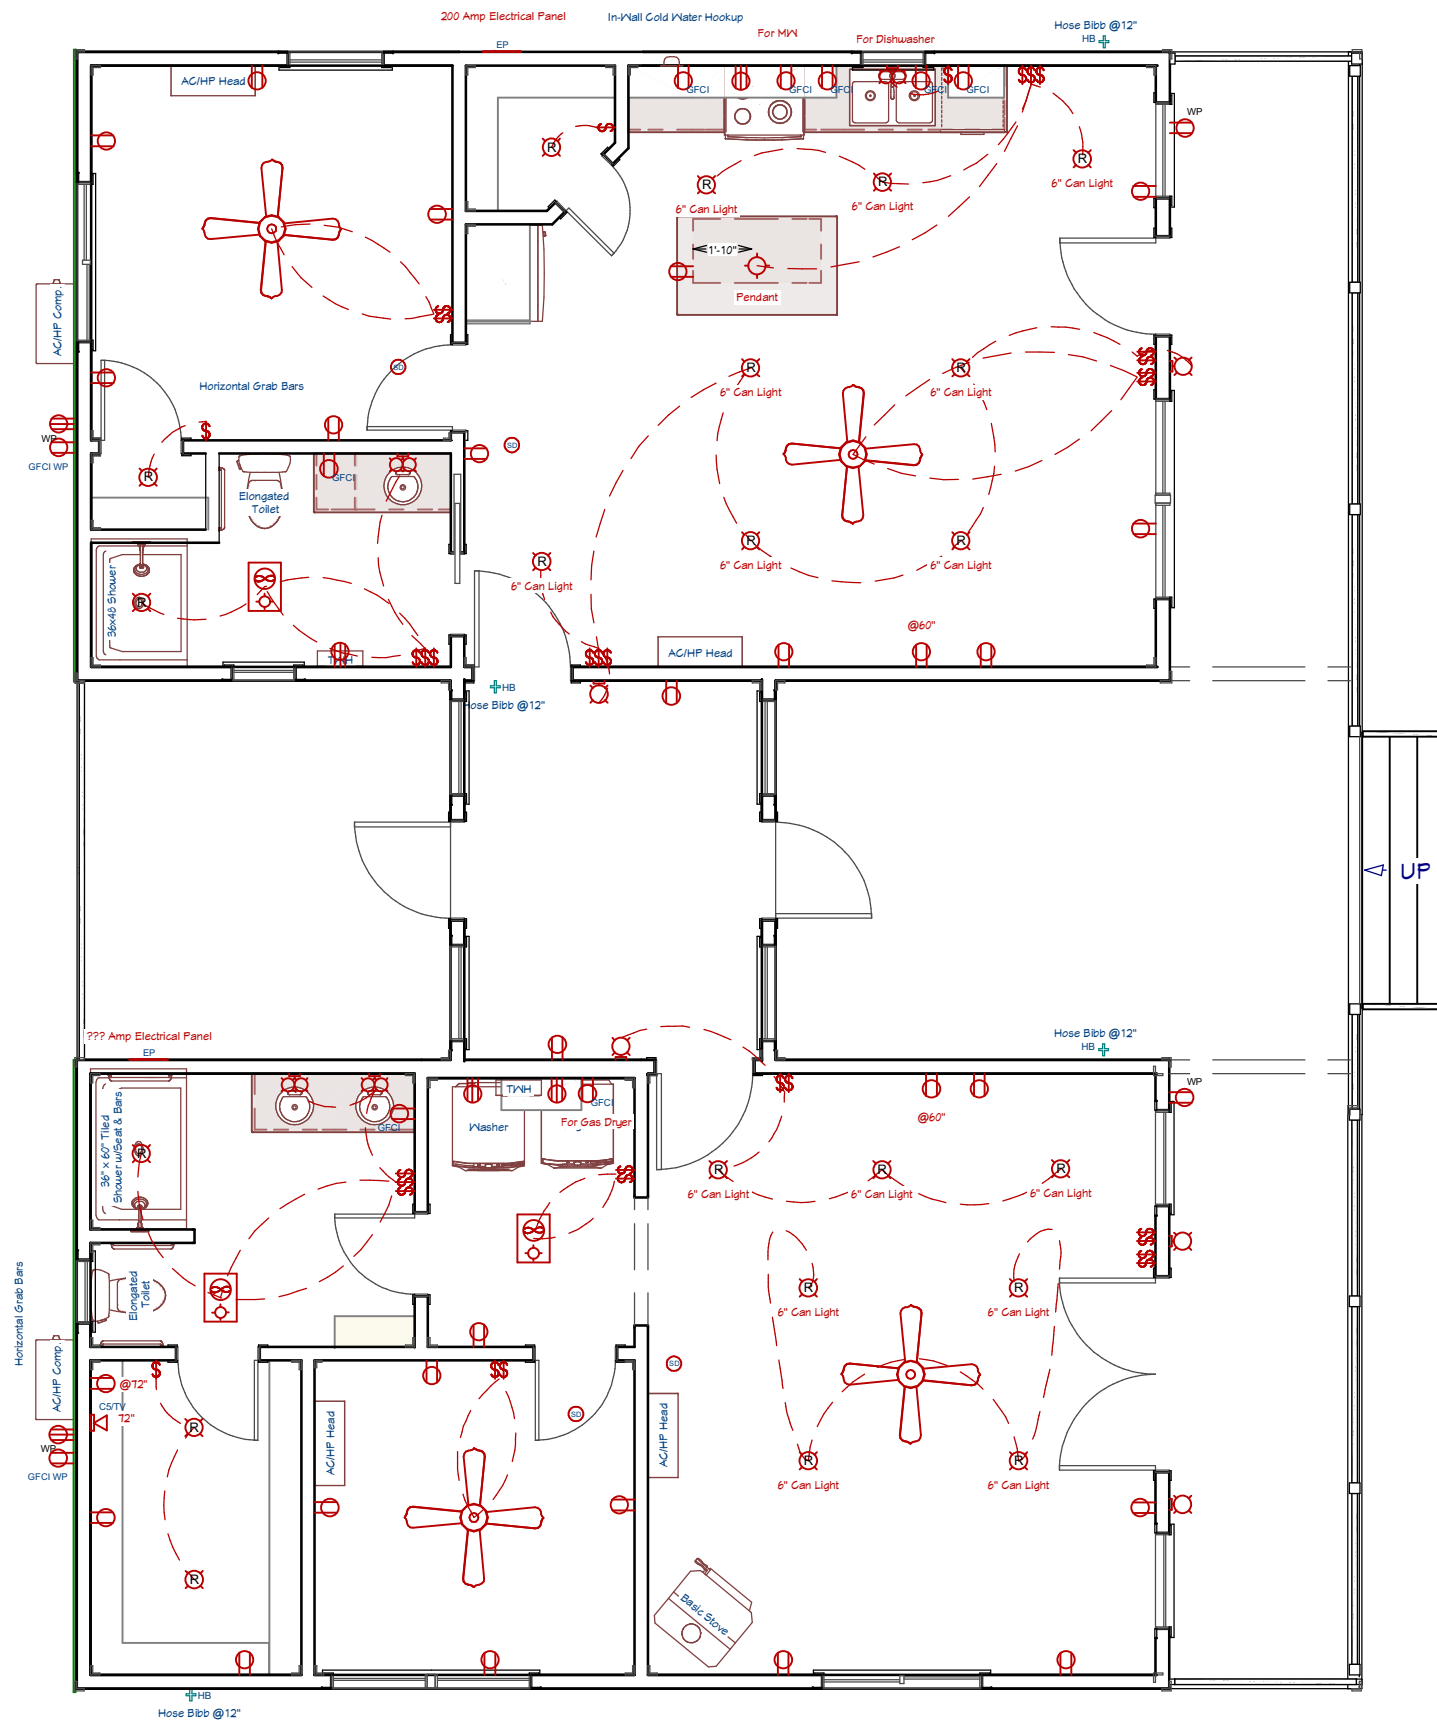 200 Amp Electrical Panel
In-Wall Cold Water Hookup
For MW
For Dishwasher
Hose Bibb @12"
HB
EP
AC/HP Head
GFCI
GFCI
GFCI
GFCI
GFCI
WP
$
$$$
$
R
R
R
R
6" Can Light
6" Can Light
6" Can Light
1'-10"
Pendant
AC/HP Comp.
$$
$$
$$
SD
R
R
6" Can Light
6" Can Light
Horizontal Grab Bars
$
WP
GFCI WP
SD
R
GFCI
Elongated
Toilet
R
R
6" Can Light
6" Can Light
R
6" Can Light
36x48 Shower
R
@60"
TWH
$$$
$$$
AC/HP Head
HB
Hose Bibb @12"
UP
??? Amp Electrical Panel
EP
Hose Bibb @12"
HB
WP
TWH
$$
GFCI
For Gas Dryer
Washer
GFCI
@60"
36" x 60" Tiled
Shower w/Seat & Bars
R
$$$
$$
R
R
R
6" Can Light
6" Can Light
6" Can Light
$$
$$
Elongated
Toilet
R
R
6" Can Light
6" Can Light
Horizontal Grab Bars
AC/HP Comp.
$
@72"
$$
SD
C5/TV
72"
SD
R
AC/HP Head
AC/HP Head
WP
GFCI WP
R
R
6" Can Light
6" Can Light
R
Basic Stove
HB
Hose Bibb @12"